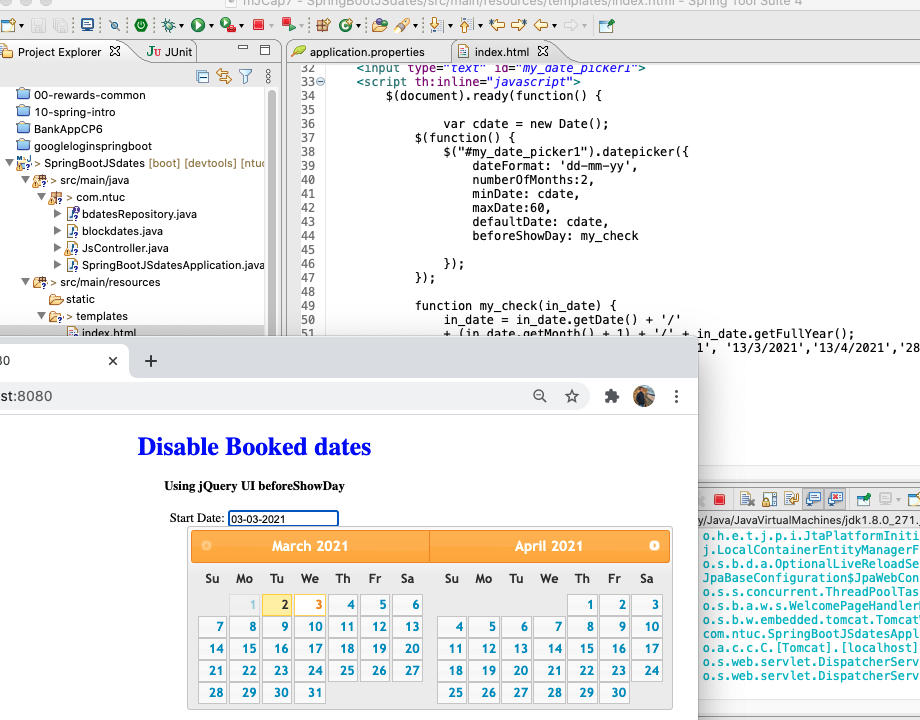 mJCap7 - SpringBootJSdates/src/main/resources/templates/index.html - Spring Tool Suite 4
Project Explorer
JU JUnit
application.properties
index.html
00-rewards-common
10-spring-intro
BankAppCP6
googleloginspringboot
> SpringBootJSdates [boot] [devtools] [ntuc
> src/main/java
> com.ntuc
bdatesRepository.java
blockdates.java
JsController.java
SpringBootJSdatesApplication.java
> src/main/resources
static
> templates
index.html
32 <input type="text" id="my_date_picker1">
33 <script th:inline="javascript">
34 $(document).ready(function() {
35
36 var cdate = new Date();
37 $(function() {
38 $("#my_date_picker1").datepicker({
39 dateFormat: 'dd-mm-yy',
40 numberOfMonths:2,
41 minDate: cdate,
42 maxDate:60,
43 defaultDate: cdate,
44 beforeShowDay: my_check
45
46 });
47 });
48
49 function my_check(in_date) {
50 in_date = in_date.getDate() + '/'
51 + (in_date.getMonth() + 1) + '/' + in_date.getFullYear();
1', '13/3/2021','13/4/2021','28
80
st:8080
Disable Booked dates
Using jQuery UI beforeShowDay
Start Date: 03-03-2021
March 2021 April 2021
Su Mo Tu We Th Fr Sa Su Mo Tu We Th Fr Sa
1 2 3 4 5 6 1 2 3
7 8 9 10 11 12 13 4 5 6 7 8 9 10
14 15 16 17 18 19 20 11 12 13 14 15 16 17
21 22 23 24 25 26 27 18 19 20 21 22 23 24
28 29 30 31 25 26 27 28 29 30
y/Java/JavaVirtualMachines/jdk1.8.0_271.
o.h.e.t.j.p.i.JtaPlatformIniti
j.LocalContainerEntityManagerF
o.s.b.d.a.OptionalLiveReloadSe
JpaBaseConfiguration$JpaWebCon
o.s.s.concurrent.ThreadPoolTas
o.s.b.a.w.s.WelcomePageHandler
o.s.b.w.embedded.tomcat.Tomcat
com.ntuc.SpringBootJSdatesAppl
o.a.c.c.C.[Tomcat].[localhost]
o.s.web.servlet.DispatcherServ
o.s.web.servlet.DispatcherServ